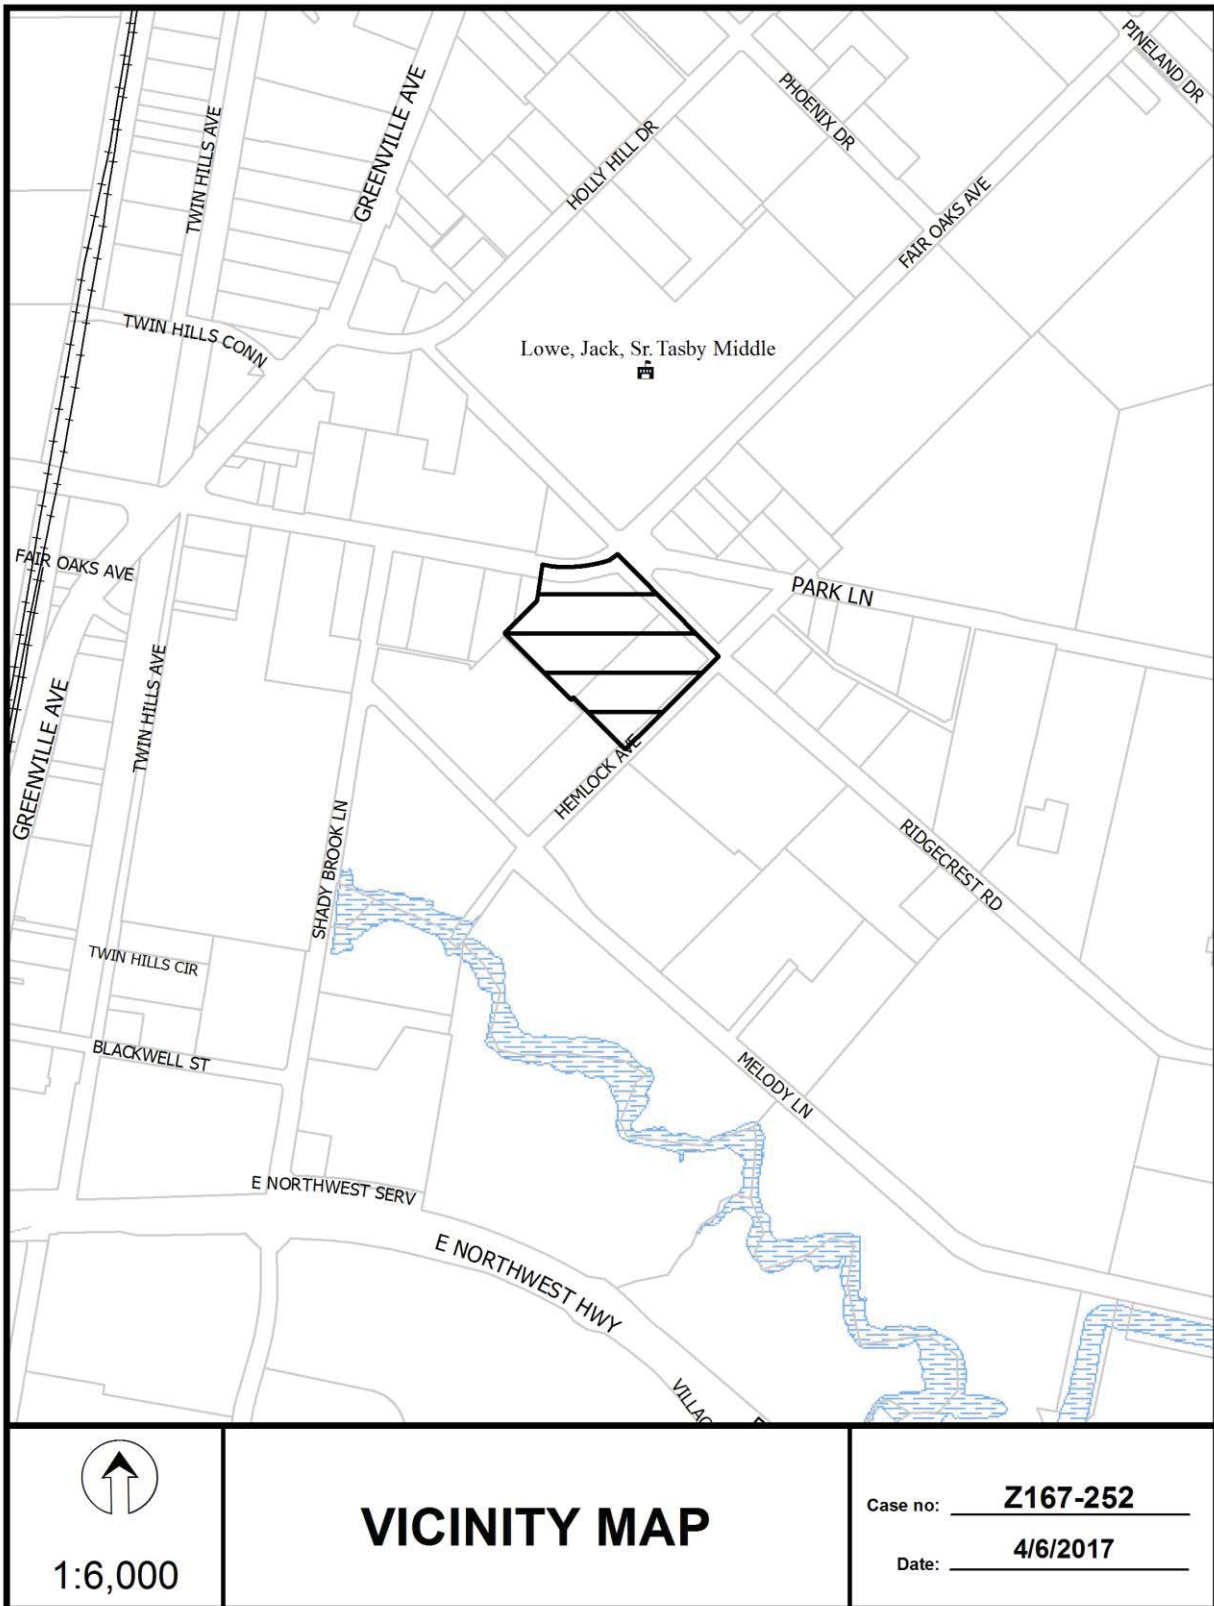 PINELAND DR
PHOENIX DR
GREENVILLE AVE
TWIN HILLS AVE
HOLLY HILL DR
FAIR OAKS AVE
TWIN HILLS CONN
Lowe, Jack, Sr. Tasby Middle
FAIR OAKS AVE
PARK LN
TWIN HILLS AVE
GREENVILLE AVE
HEMLOCK AVE
SHADY BROOK LN
RIDGECREST RD
TWIN HILLS CIR
BLACKWELL ST
MELODY LN
E NORTHWEST SERV
E NORTHWEST HWY
VILLAG
1:6,000
VICINITY MAP
Case no: Z167-252
Date: 4/6/2017